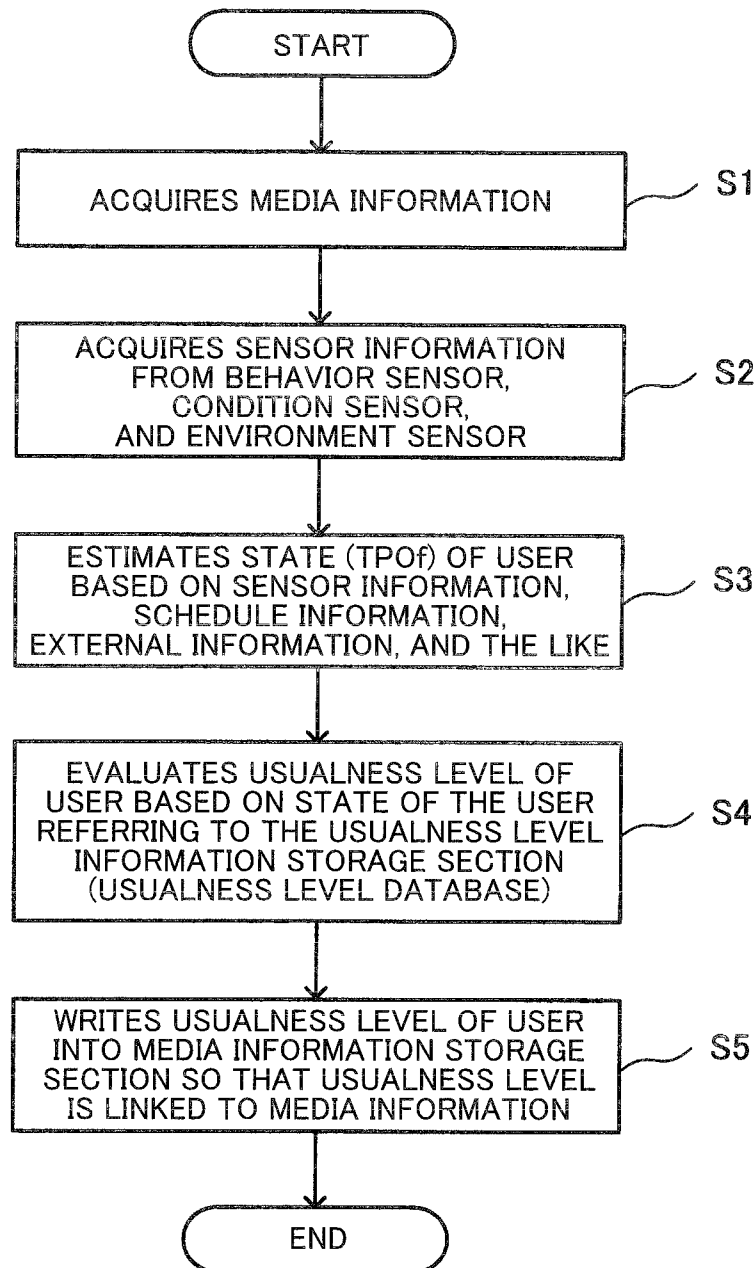 START
ACQUIRES MEDIA INFORMATION
S1
ACQUIRES SENSOR INFORMATION
FROM BEHAVIOR SENSOR,
CONDITION SENSOR,
AND ENVIRONMENT SENSOR
S2
ESTIMATES STATE (TPOf) OF USER
BASED ON SENSOR INFORMATION,
SCHEDULE INFORMATION,
EXTERNAL INFORMATION, AND THE LIKE
S3
EVALUATES USUALNESS LEVEL OF
USER BASED ON STATE OF THE USER
REFERRING TO THE USUALNESS LEVEL
INFORMATION STORAGE SECTION
(USUALNESS LEVEL DATABASE)
S4
WRITES USUALNESS LEVEL OF USER
INTO MEDIA INFORMATION STORAGE
SECTION SO THAT USUALNESS LEVEL
IS LINKED TO MEDIA INFORMATION
S5
END